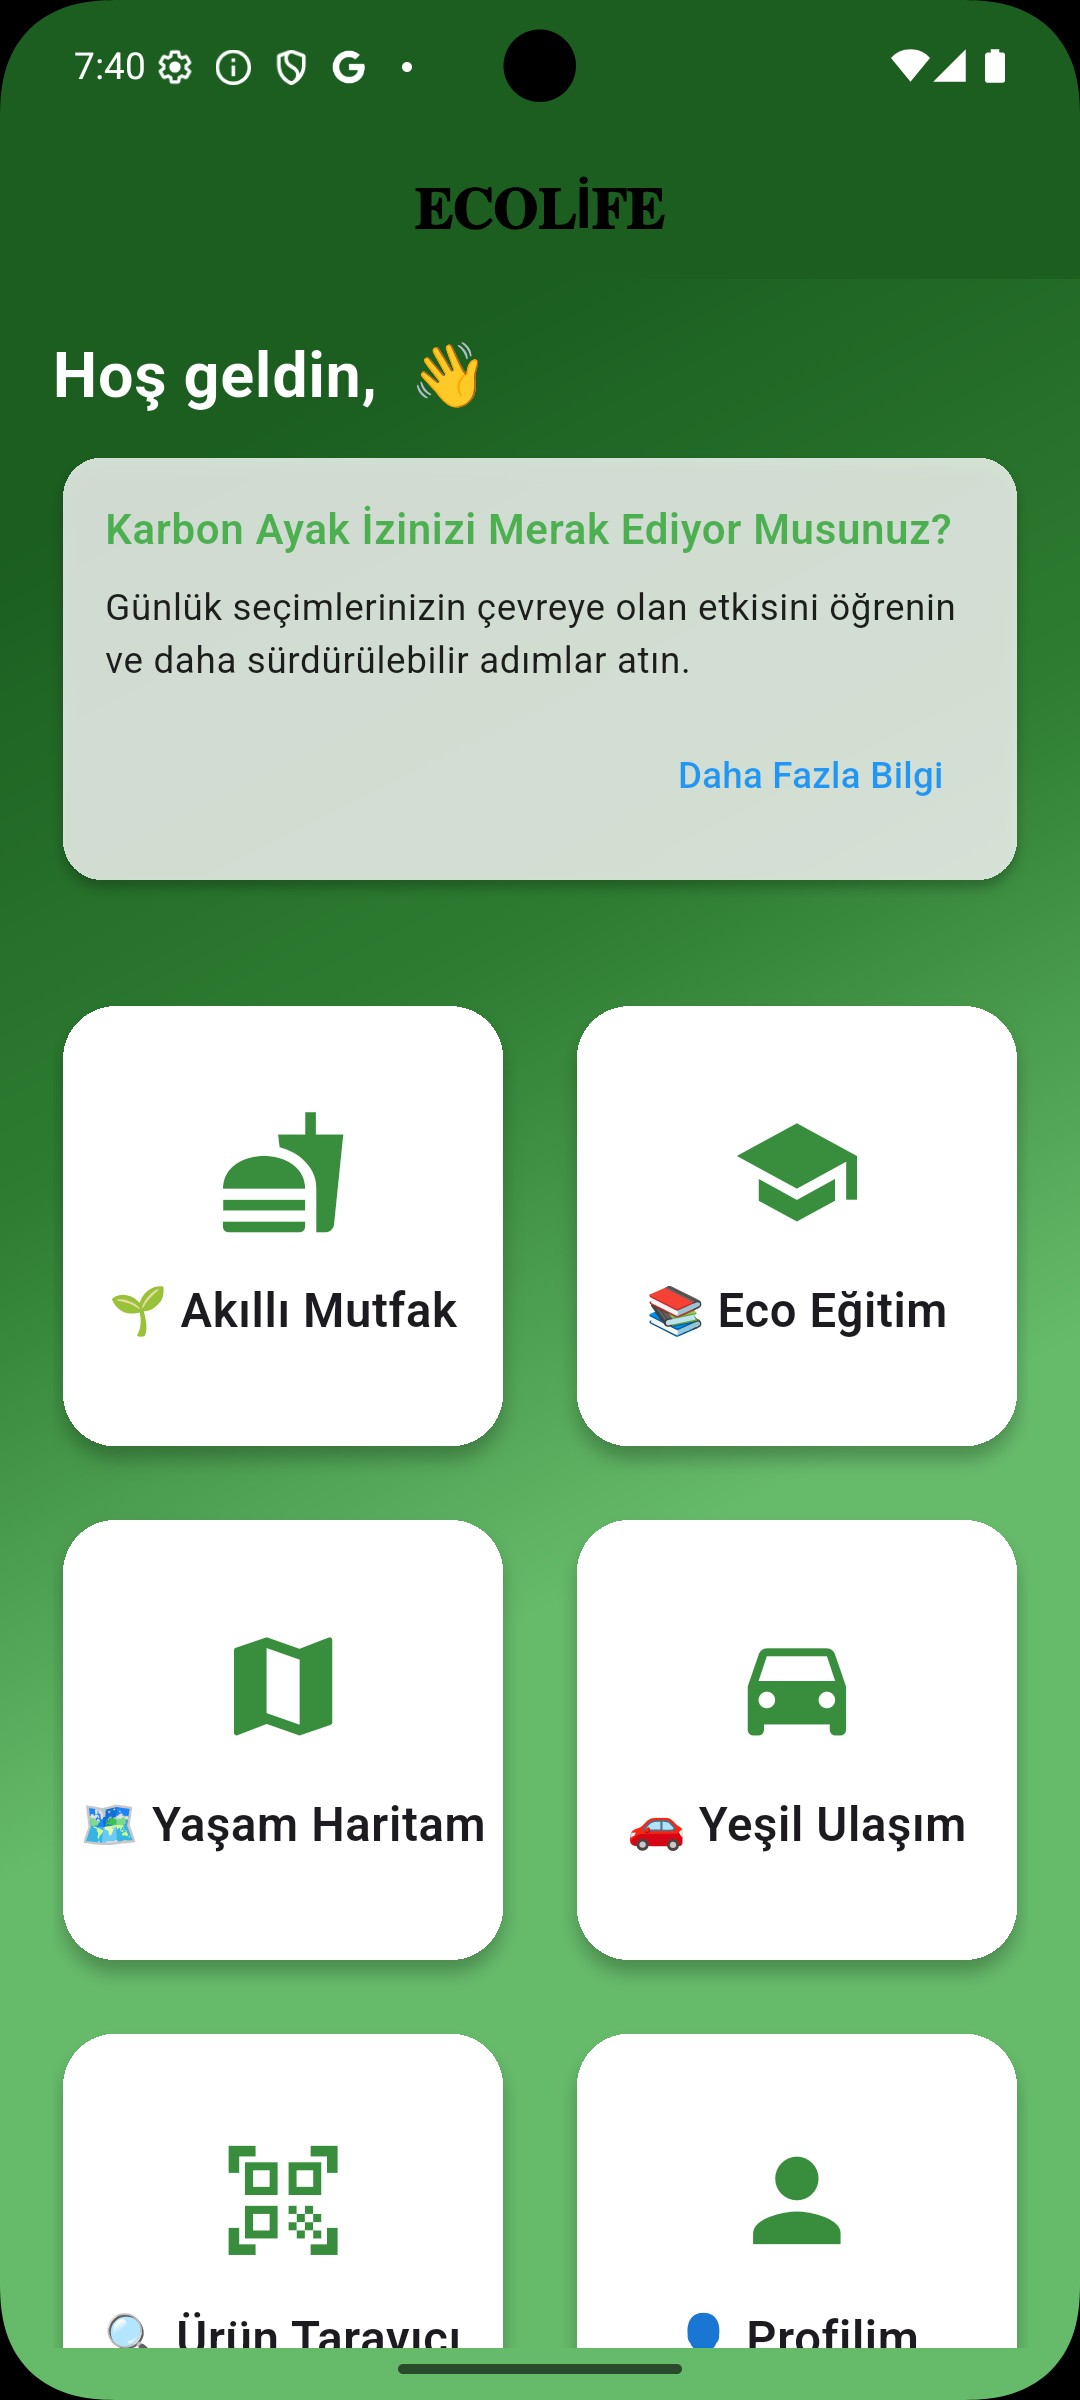 7:40
ECOLİFE
Hoş geldin, 👋
Karbon Ayak İzinizi Merak Ediyor Musunuz?
Günlük seçimlerinizin çevreye olan etkisini öğrenin
ve daha sürdürülebilir adımlar atın.
Daha Fazla Bilgi
🌱 Akıllı Mutfak
📚 Eco Eğitim
🗺️ Yaşam Haritam
🚗 Yeşil Ulaşım
🔍 Ürün Tarayıcı
👤 Profilim